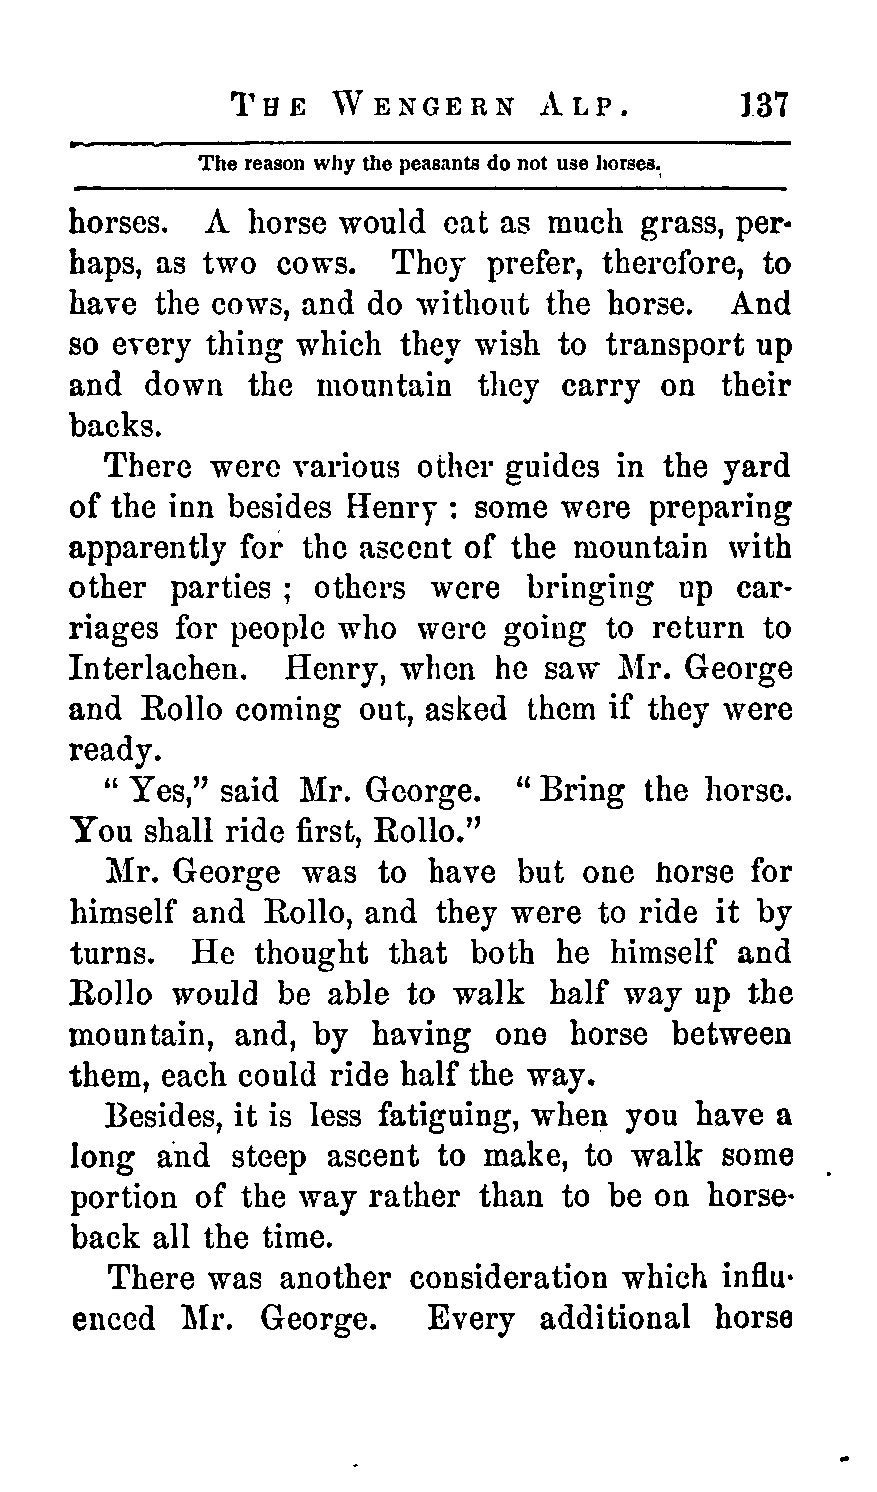 THE WENGERN ALP. 137
The reason why the peasants do not use horses.
horses. A horse would eat as much grass, per-
haps, as two cows. They prefer, therefore, to
have the cows, and do without the horse. And
so every thing which they wish to transport up
and down the mountain they carry on their
backs.
There were various other guides in the yard
of the inn besides Henry : some were preparing
apparently for the ascent of the mountain with
other parties ; others were bringing up car-
riages for people who were going to return to
Interlachen. Henry, when he saw Mr. George
and Rollo coming out, asked them if they were
ready.
“ Yes,” said Mr. George. “ Bring the horse.
You shall ride first, Rollo.”
Mr. George was to have but one horse for
himself and Rollo, and they were to ride it by
turns. He thought that both he himself and
Rollo would be able to walk half way up the
mountain, and, by having one horse between
them, each could ride half the way.
Besides, it is less fatiguing, when you have a
long and steep ascent to make, to walk some
portion of the way rather than to be on horse-
back all the time.
There was another consideration which influ-
enced Mr. George. Every additional horse